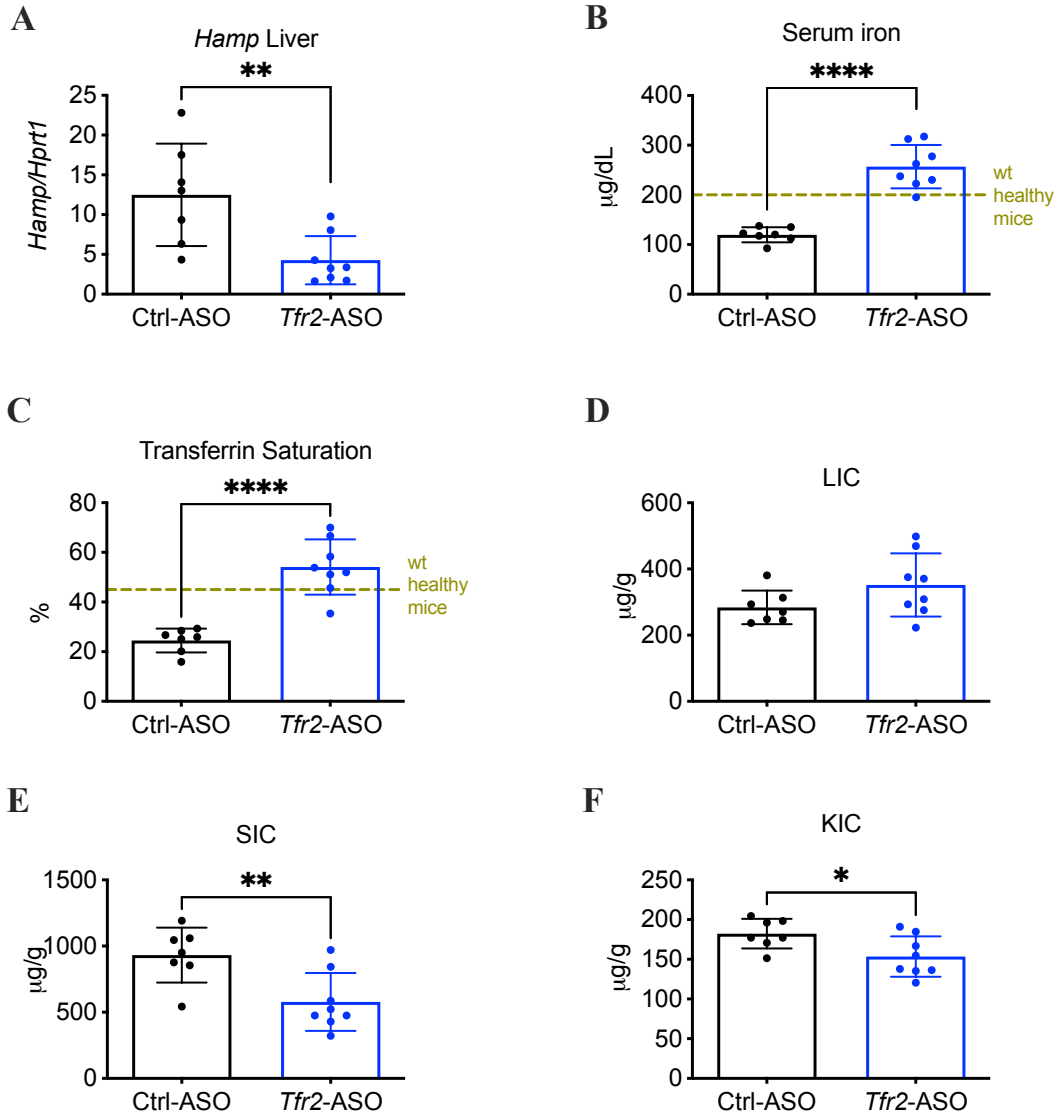 A
Hamp Liver
**
Hamp/Hprt1
25
20
15
10
5
0
Ctrl-ASO
Tfr2-ASO
B
Serum iron
****
µg/dL
400
300
200
100
0
wt
healthy
mice
Ctrl-ASO
Tfr2-ASO
C
Transferrin Saturation
****
%
80
60
40
20
0
wt
healthy
mice
Ctrl-ASO
Tfr2-ASO
D
LIC
µg/g
600
400
200
0
Ctrl-ASO
Tfr2-ASO
E
SIC
**
µg/g
1500
1000
500
0
Ctrl-ASO
Tfr2-ASO
F
KIC
*
µg/g
250
200
150
100
50
0
Ctrl-ASO
Tfr2-ASO